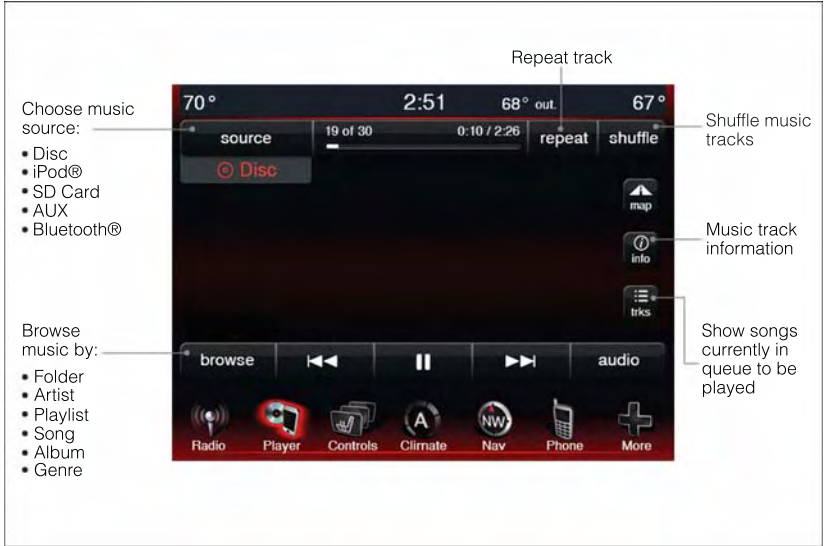 Repeat track
Choose music
source:
• Disc
• iPod®
• SD Card
• AUX
• Bluetooth®
Browse
music by:
• Folder
• Artist
• Playlist
• Song
• Album
• Genre
70°
2:51
68° out.
67°
source
19 of 30
0:10 / 2:26
repeat
shuffle
Disc
map
info
trks
browse
audio
A
NW
Radio
Player
Controls
Climate
Nav
Phone
More
Shuffle music
tracks
Music track
information
Show songs
currently in
queue to be
played